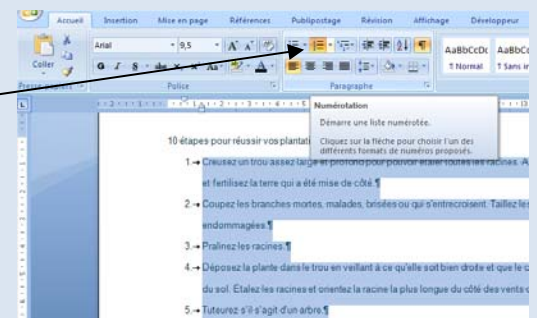 Accueil Insertion Mise en page Références Publipostage Révision Affichage Développeur
Coller
Arial 9,5
G I S abc
AaBbCcDc AaBbCc
¶ Normal ¶ Sans in
Presse-papiers Police Paragraphe
Numérotation
Démarre une liste numérotée.
Cliquez sur la flèche pour choisir l'un des
différents formats de numéros proposés.
10 étapes pour réussir vos plantati
1. Creusez un trou assez large et profond pour pouvoir étaler toutes les racines. A
et fertilisez la terre qui a été mise de côté.¶
2. Coupez les branches mortes, malades, brisées ou qui s'entrecroisent. Taillez les
endommagées.¶
3. Pralinez les racines.¶
4. Déposez la plante dans le trou en veillant à ce qu'elle soit bien droite et que le c
du sol. Étalez les racines et orientez la racine la plus longue du côté des vents d
5. Tuteurez s'il s'agit d'un arbre.¶